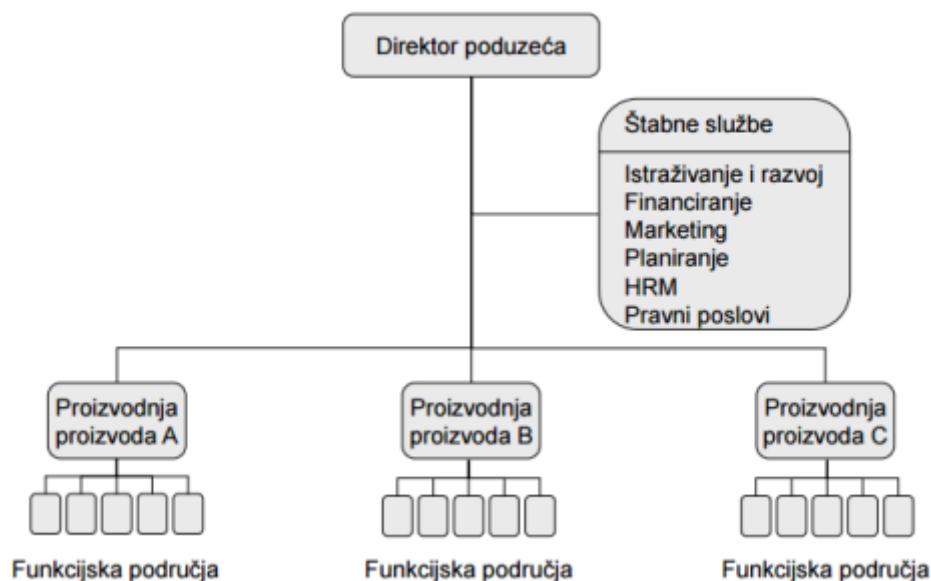 Direktor poduzeća
Štabne službe
Istraživanje i razvoj
Financiranje
Marketing
Planiranje
HRM
Pravni poslovi
Proizvodnja
proizvoda A
Proizvodnja
proizvoda B
Proizvodnja
proizvoda C
Funkcijska područja
Funkcijska područja
Funkcijska područja